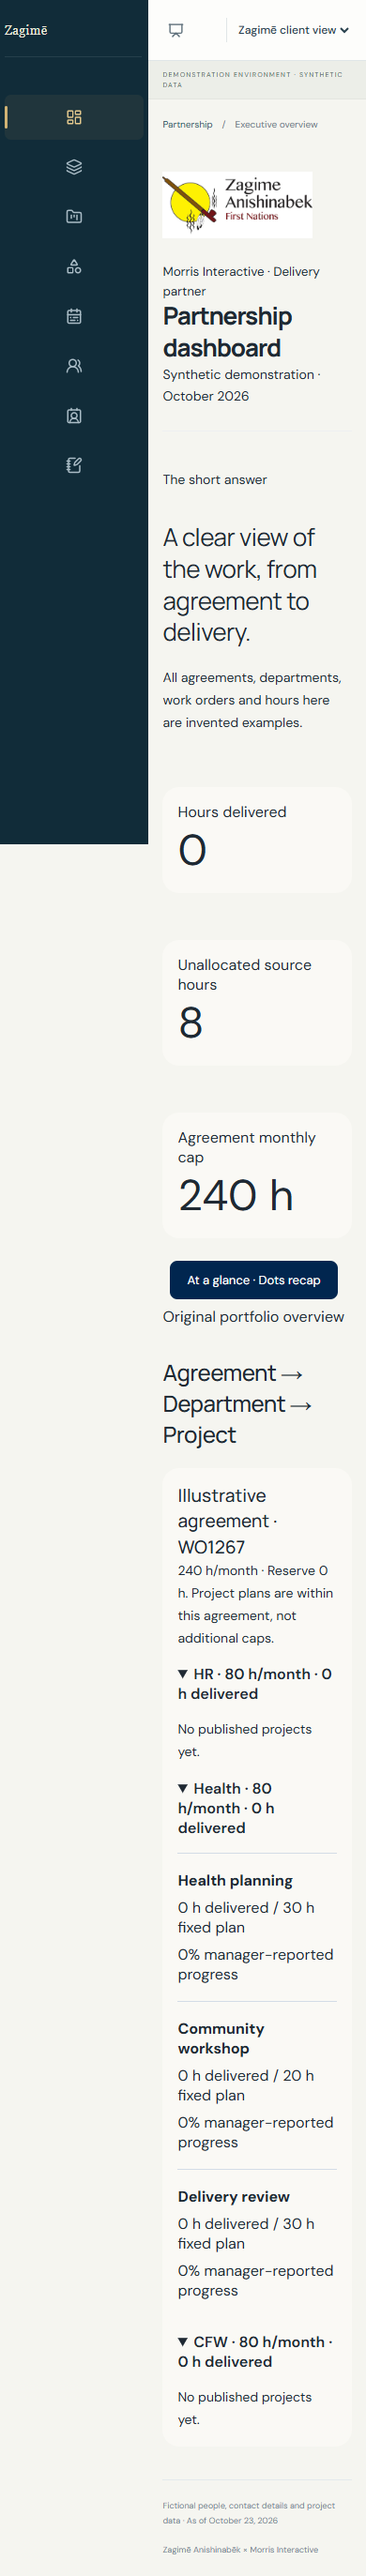 Zagimē
Zagimē client view
DEMONSTRATION ENVIRONMENT · SYNTHETIC
DATA
Partnership / Executive overview
Zagime
Anishinabek
First Nations
Morris Interactive · Delivery
partner
Partnership
dashboard
Synthetic demonstration ·
October 2026
The short answer
A clear view of
the work, from
agreement to
delivery.
All agreements, departments,
work orders and hours here
are invented examples.
Hours delivered
0
Unallocated source
hours
8
Agreement monthly
cap
240 h
At a glance · Dots recap
Original portfolio overview
Agreement →
Department →
Project
Illustrative
agreement ·
WO1267
240 h/month · Reserve 0
h. Project plans are within
this agreement, not
additional caps.
▼ HR · 80 h/month · 0
h delivered
No published projects
yet.
▼ Health · 80
h/month · 0 h
delivered
Health planning
0 h delivered / 30 h
fixed plan
0% manager-reported
progress
Community
workshop
0 h delivered / 20 h
fixed plan
0% manager-reported
progress
Delivery review
0 h delivered / 30 h
fixed plan
0% manager-reported
progress
▼ CFW · 80 h/month ·
0 h delivered
No published projects
yet.
Fictional people, contact details and project
data · As of October 23, 2026
Zagimē Anishinabēk × Morris Interactive